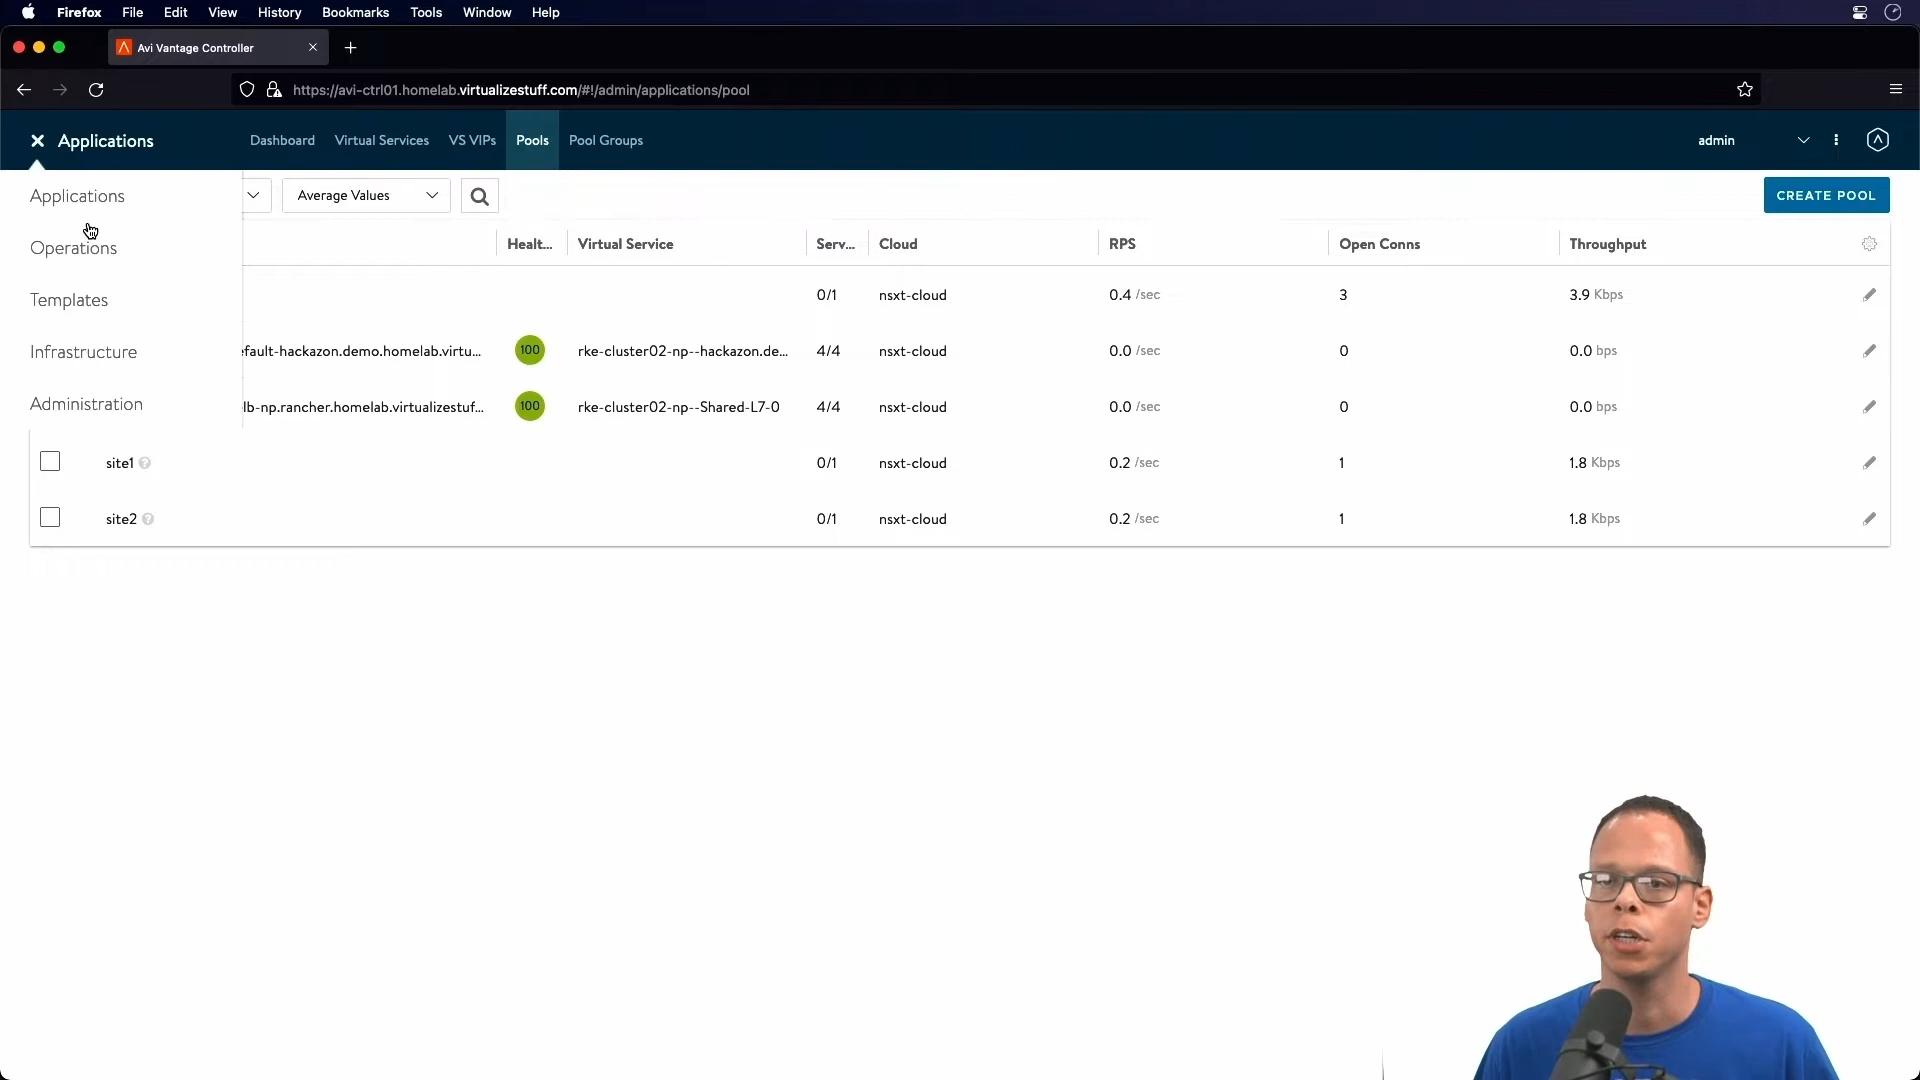 Firefox File Edit View History Bookmarks Tools Window Help
Avi Vantage Controller
https://avi-ctrl01.homelab.virtualizestuff.com/#!/admin/applications/pool
Applications Dashboard Virtual Services VS VIPs Pools Pool Groups admin
Applications
Operations
Templates
Infrastructure
Administration
Average Values CREATE POOL
Healt... Virtual Service Serv... Cloud RPS Open Conns Throughput
0/1 nsxt-cloud 0.4 /sec 3 3.9 Kbps
efault-hackazon.demo.homelab.virtu... 100 rke-cluster02-np--hackazon.de... 4/4 nsxt-cloud 0.0 /sec 0 0.0 bps
lb-np.rancher.homelab.virtualizestuf... 100 rke-cluster02-np--Shared-L7-0 4/4 nsxt-cloud 0.0 /sec 0 0.0 bps
site1 ? 0/1 nsxt-cloud 0.2 /sec 1 1.8 Kbps
site2 ? 0/1 nsxt-cloud 0.2 /sec 1 1.8 Kbps